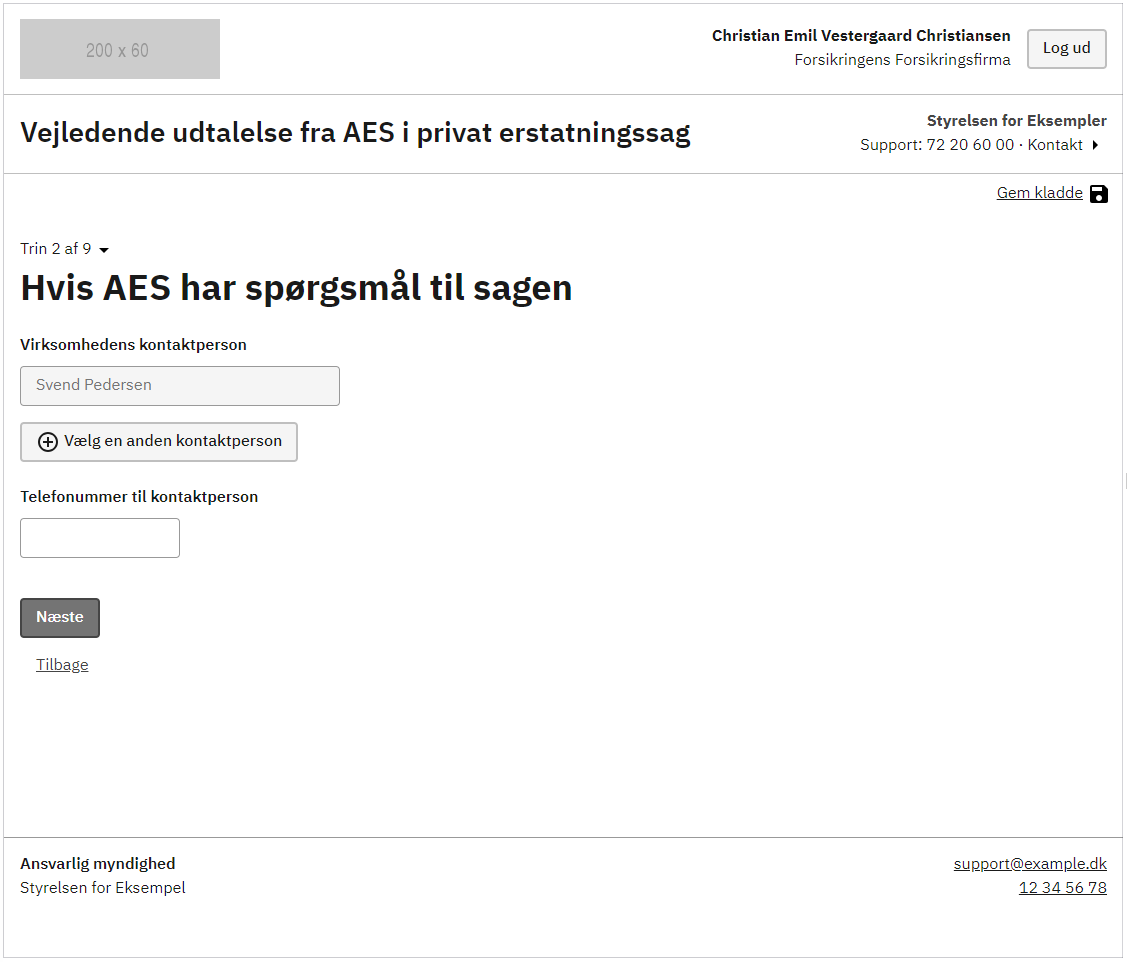 200 x 60
Christian Emil Vestergaard Christiansen
Forsikringens Forsikringsfirma
Log ud
Vejledende udtalelse fra AES i privat erstatningssag
Styrelsen for Eksempler
Support: 72 20 60 00 · Kontakt
Gem kladde
Trin 2 af 9
Hvis AES har spørgsmål til sagen
Virksomhedens kontaktperson
Svend Pedersen
Vælg en anden kontaktperson
Telefonummer til kontaktperson
Næste
Tilbage
Ansvarlig myndighed
Styrelsen for Eksempel
support@example.dk
12 34 56 78